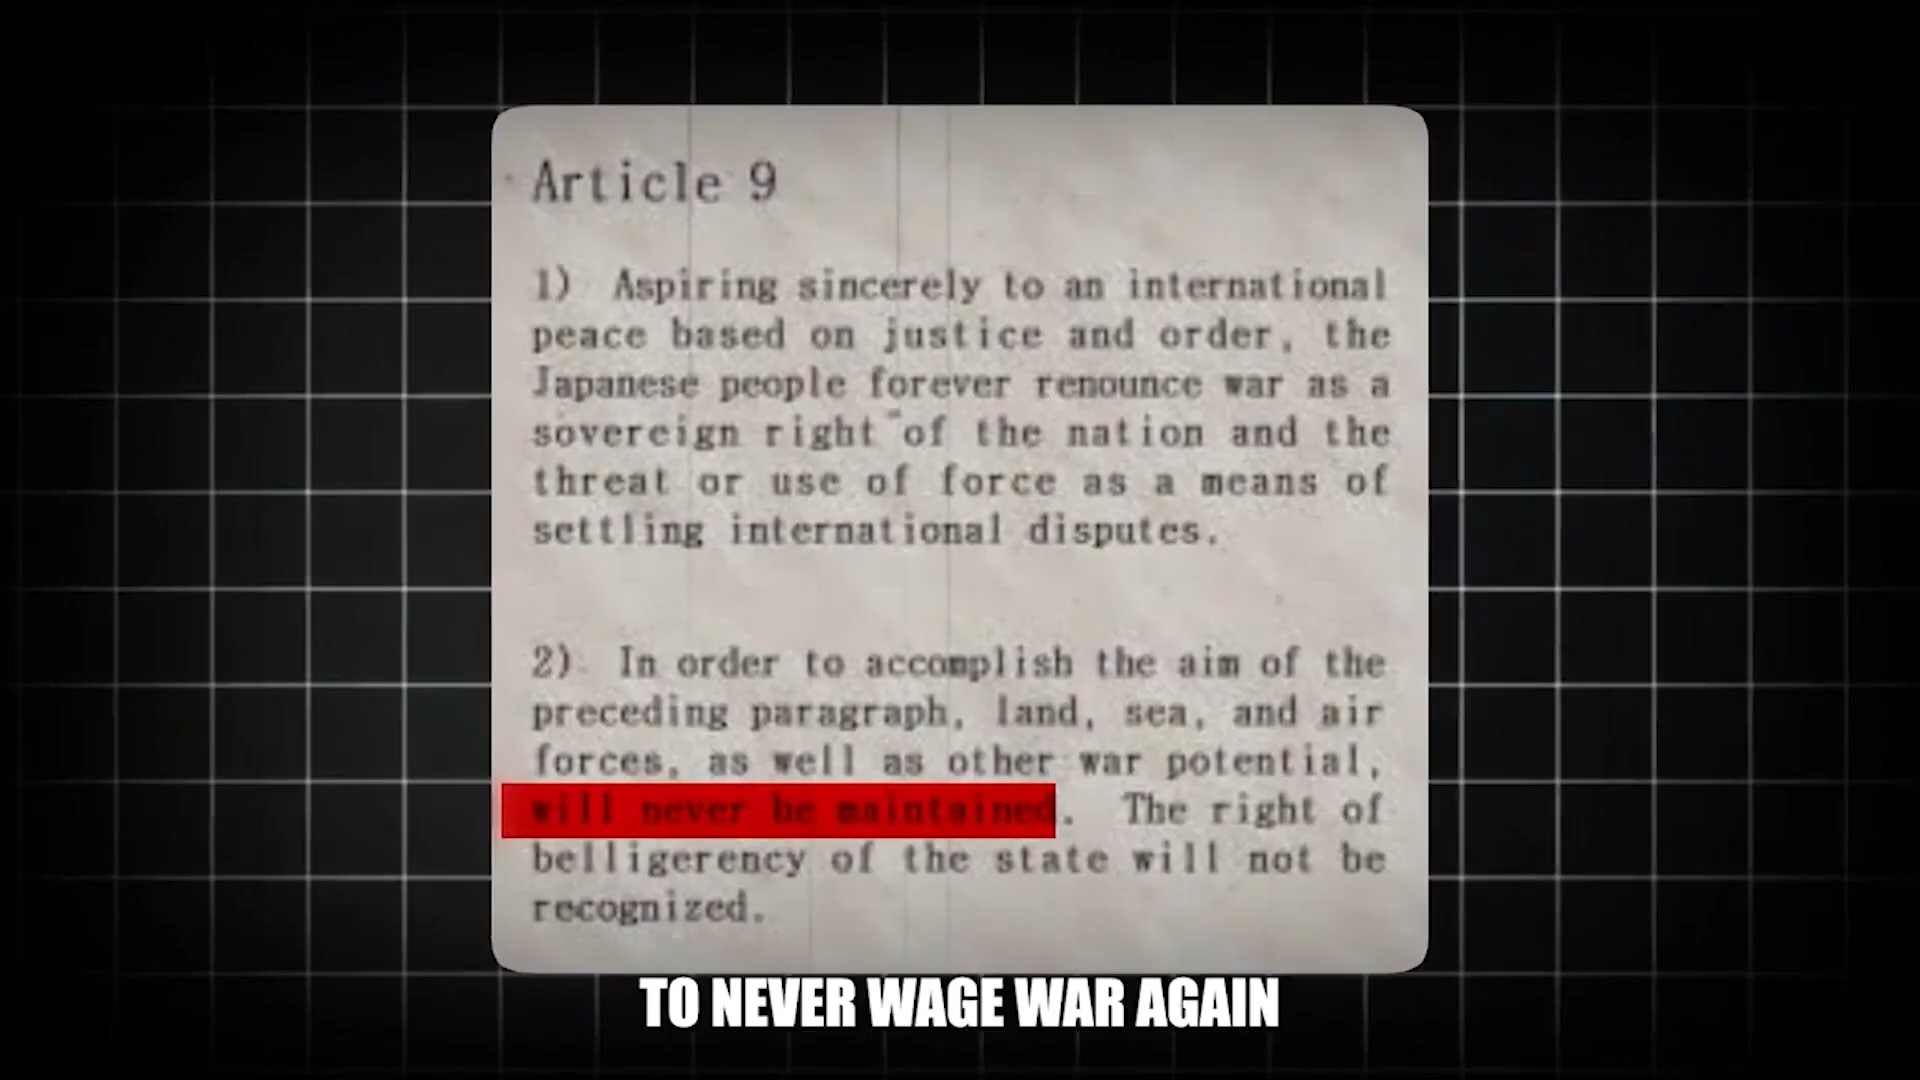 Article 9
1) Aspiring sincerely to an international
peace based on justice and order, the
Japanese people forever renounce war as a
sovereign right of the nation and the
threat or use of force as a means of
settling international disputes.
2) In order to accomplish the aim of the
preceding paragraph, land, sea, and air
forces, as well as other war potential,
will never be maintained. The right of
belligerency of the state will not be
recognized.
TO NEVER WAGE WAR AGAIN